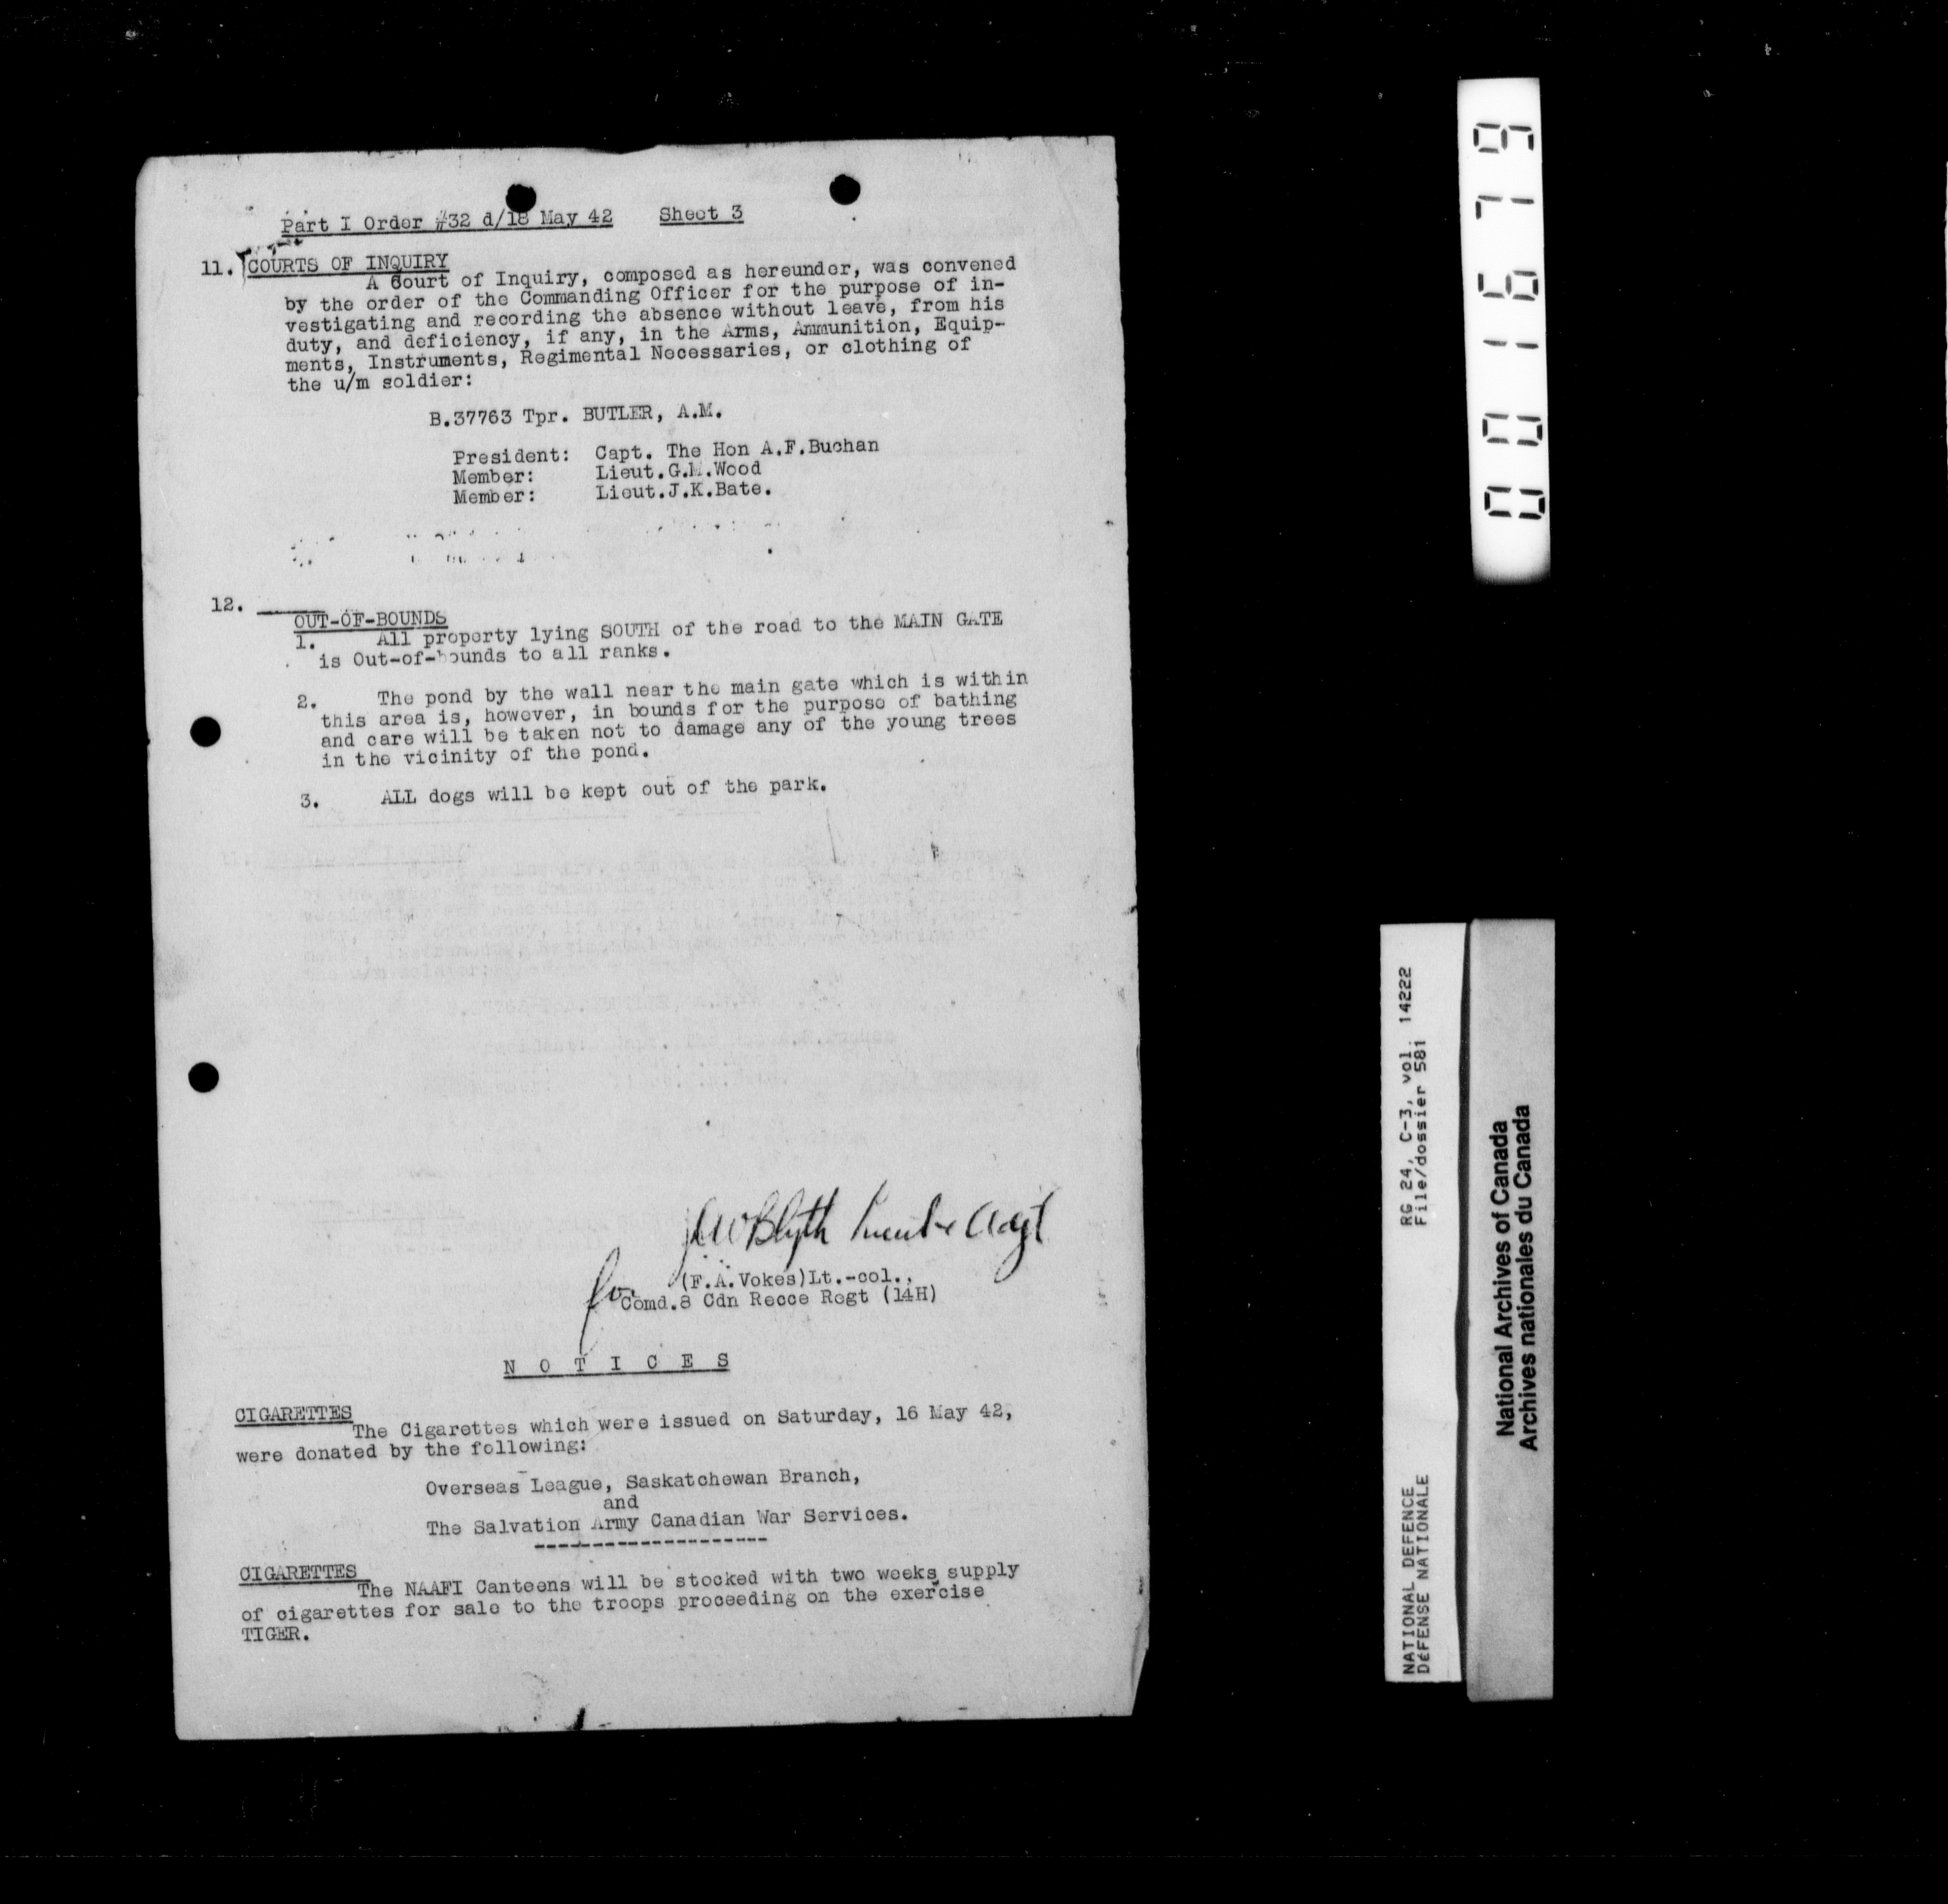 Part I Order #32 d/18 May 42 Sheet 3
11. COURTS OF INQUIRY
A Court of Inquiry, composed as hereunder, was convened
by the order of the Commanding Officer for the purpose of in-
vestigating and recording the absence without leave, from his
duty, and deficiency, if any, in the Arms, Ammunition, Equip-
ments, Instruments, Regimental Necessaries, or clothing of
the u/m soldier:
B.37763 Tpr. BUTLER, A.M.
President: Capt. The Hon A.F.Buchan
Member: Lieut.G.M.Wood
Member: Lieut.J.K.Bate.
12.
OUT-OF-BOUNDS
1. All property lying SOUTH of the road to the MAIN GATE
is Out-of-bounds to all ranks.
2. The pond by the wall near the main gate which is within
this area is, however, in bounds for the purpose of bathing
and care will be taken not to damage any of the young trees
in the vicinity of the pond.
3. ALL dogs will be kept out of the park.
Blyth
for (F.A.Vokes)Lt.-col.,
Comd.8 Cdn Recce Regt (14H)
N O T I C E S
CIGARETTES
The Cigarettes which were issued on Saturday, 16 May 42,
were donated by the following:
Overseas League, Saskatchewan Branch,
and
The Salvation Army Canadian War Services.
--------------------
CIGARETTES
The NAAFI Canteens will be stocked with two weeks supply
of cigarettes for sale to the troops proceeding on the exercise
TIGER.
001679
RG 24, C-3, vol. 14222
File/dossier 581
NATIONAL DEFENCE
DÉFENSE NATIONALE
National Archives of Canada
Archives nationales du Canada